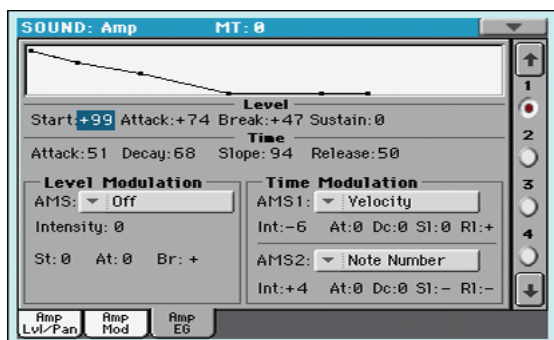 SOUND: Amp MT: 0
Level
Start:+99 Attack:+74 Break:+47 Sustain:0
Time
Attack:51 Decay:68 Slope:94 Release:50
Level Modulation
AMS: Off
Intensity: 0
St:0 At:0 Br: +
Time Modulation
AMS1: Velocity
Int:-6 At:0 Dc:0 Sl:0 Rl:+
AMS2: Note Number
Int:+4 At:0 Dc:0 Sl:- Rl:-
1
2
3
4
Amp Lvl/Pan
Amp Mod
Amp EG